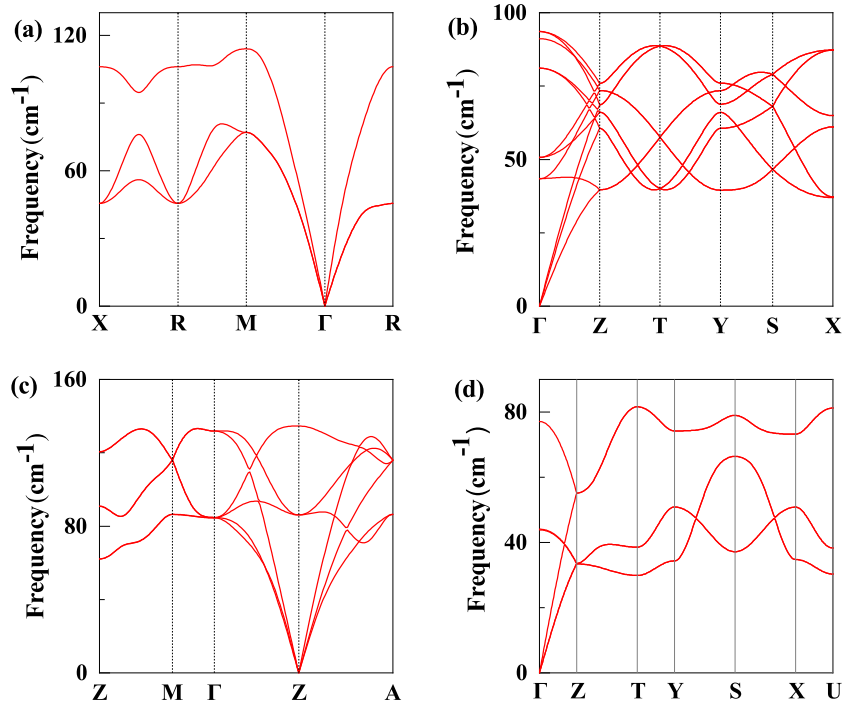 (a)
120
60
0
Frequency(cm⁻¹)
X R M Γ R
(b)
100
50
0
Frequency(cm⁻¹)
Γ Z T Y S X
(c)
160
80
0
Frequency(cm⁻¹)
Z M Γ Z A
(d)
80
40
0
Frequency(cm⁻¹)
Γ Z T Y S X U